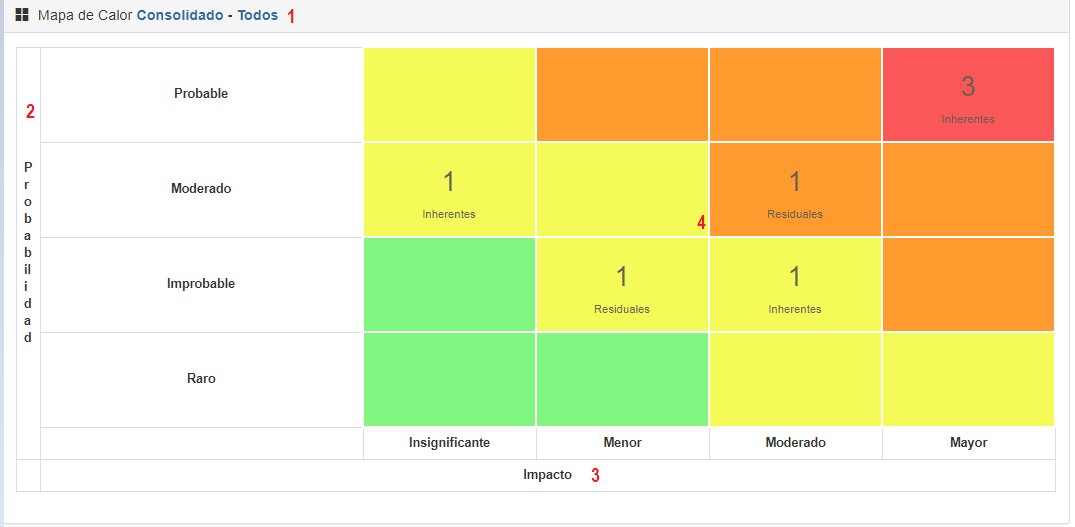 Mapa de Calor Consolidado - Todos 1
2
Probabilidad
Probable
3
Inherentes
Moderado
1
Inherentes
4
1
Residuales
Improbable
1
Residuales
1
Inherentes
Raro
Insignificante Menor Moderado Mayor
Impacto 3